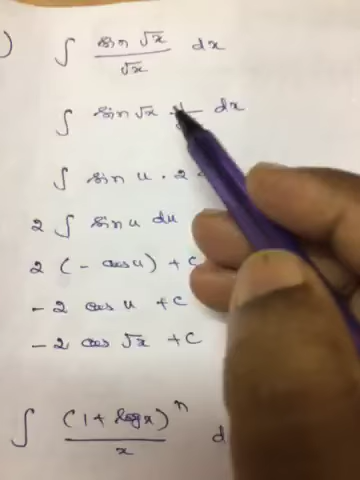 )
∫ sin √x / √x dx
∫ sin √x · dx
∫ sin u · 2
2 ∫ sin u du
2 (- cos u) + c
- 2 cos u + c
- 2 cos √x + c
∫ (1 + log x)^n / x d